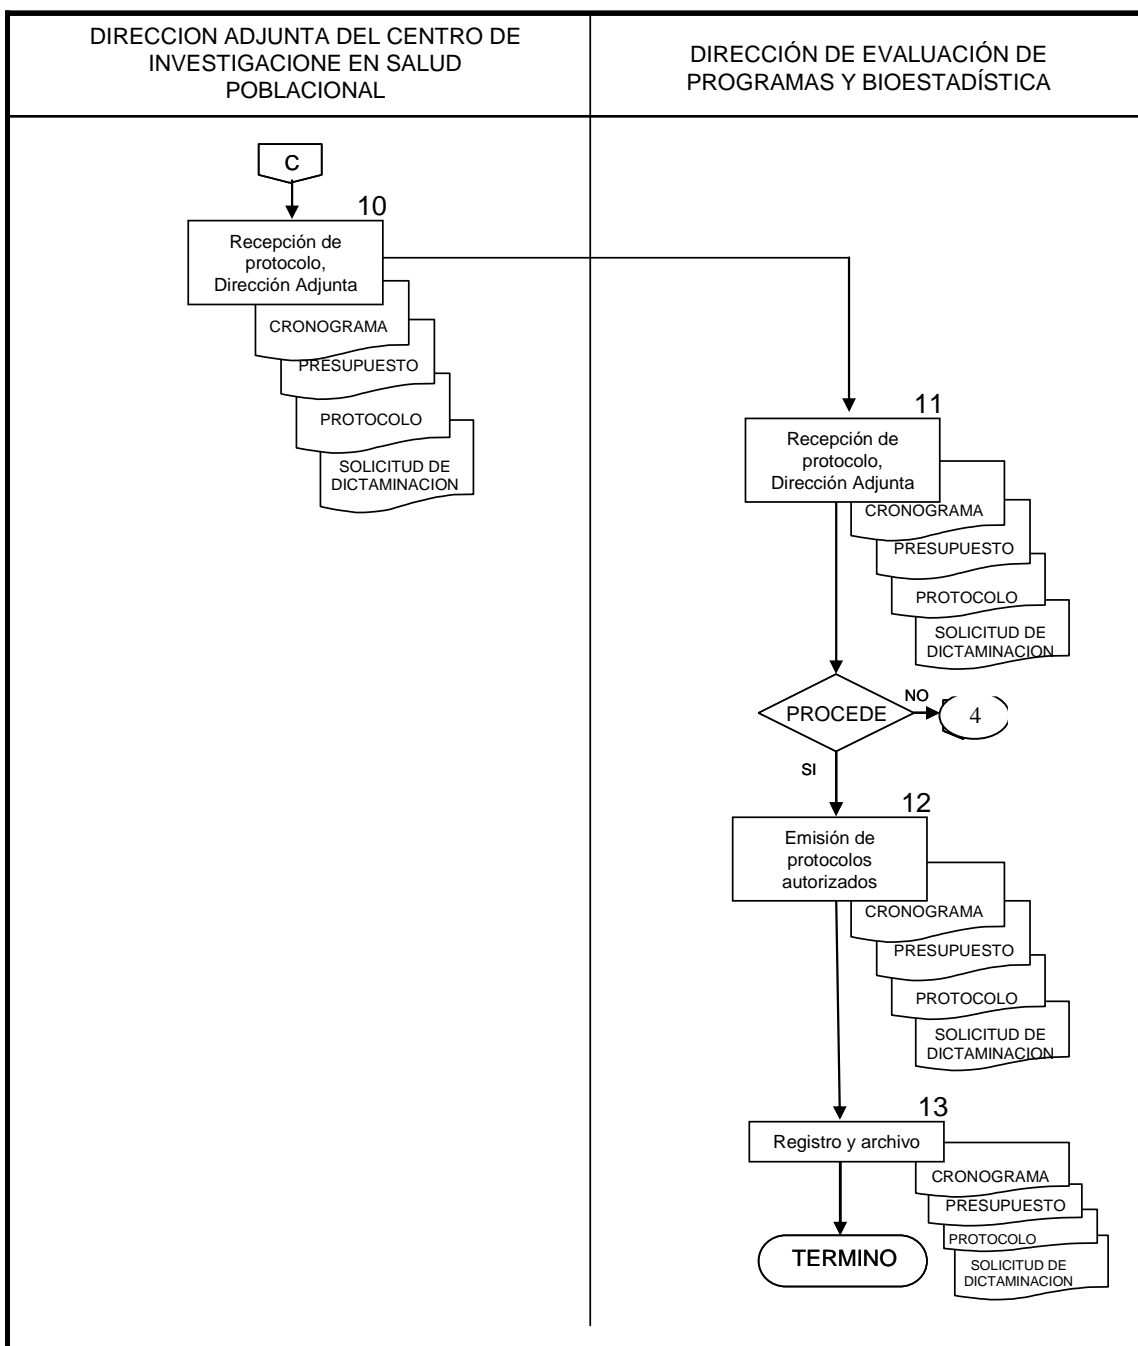 DIRECCION ADJUNTA DEL CENTRO DE
INVESTIGACIONE EN SALUD
POBLACIONAL
DIRECCIÓN DE EVALUACIÓN DE
PROGRAMAS Y BIOESTADÍSTICA
C
10
Recepción de
protocolo,
Dirección Adjunta
CRONOGRAMA
PRESUPUESTO
PROTOCOLO
SOLICITUD DE
DICTAMINACION
11
Recepción de
protocolo,
Dirección Adjunta
CRONOGRAMA
PRESUPUESTO
PROTOCOLO
SOLICITUD DE
DICTAMINACION
PROCEDE
NO
4
SI
12
Emisión de
protocolos
autorizados
CRONOGRAMA
PRESUPUESTO
PROTOCOLO
SOLICITUD DE
DICTAMINACION
13
Registro y archivo
CRONOGRAMA
PRESUPUESTO
PROTOCOLO
SOLICITUD DE
DICTAMINACION
TERMINO